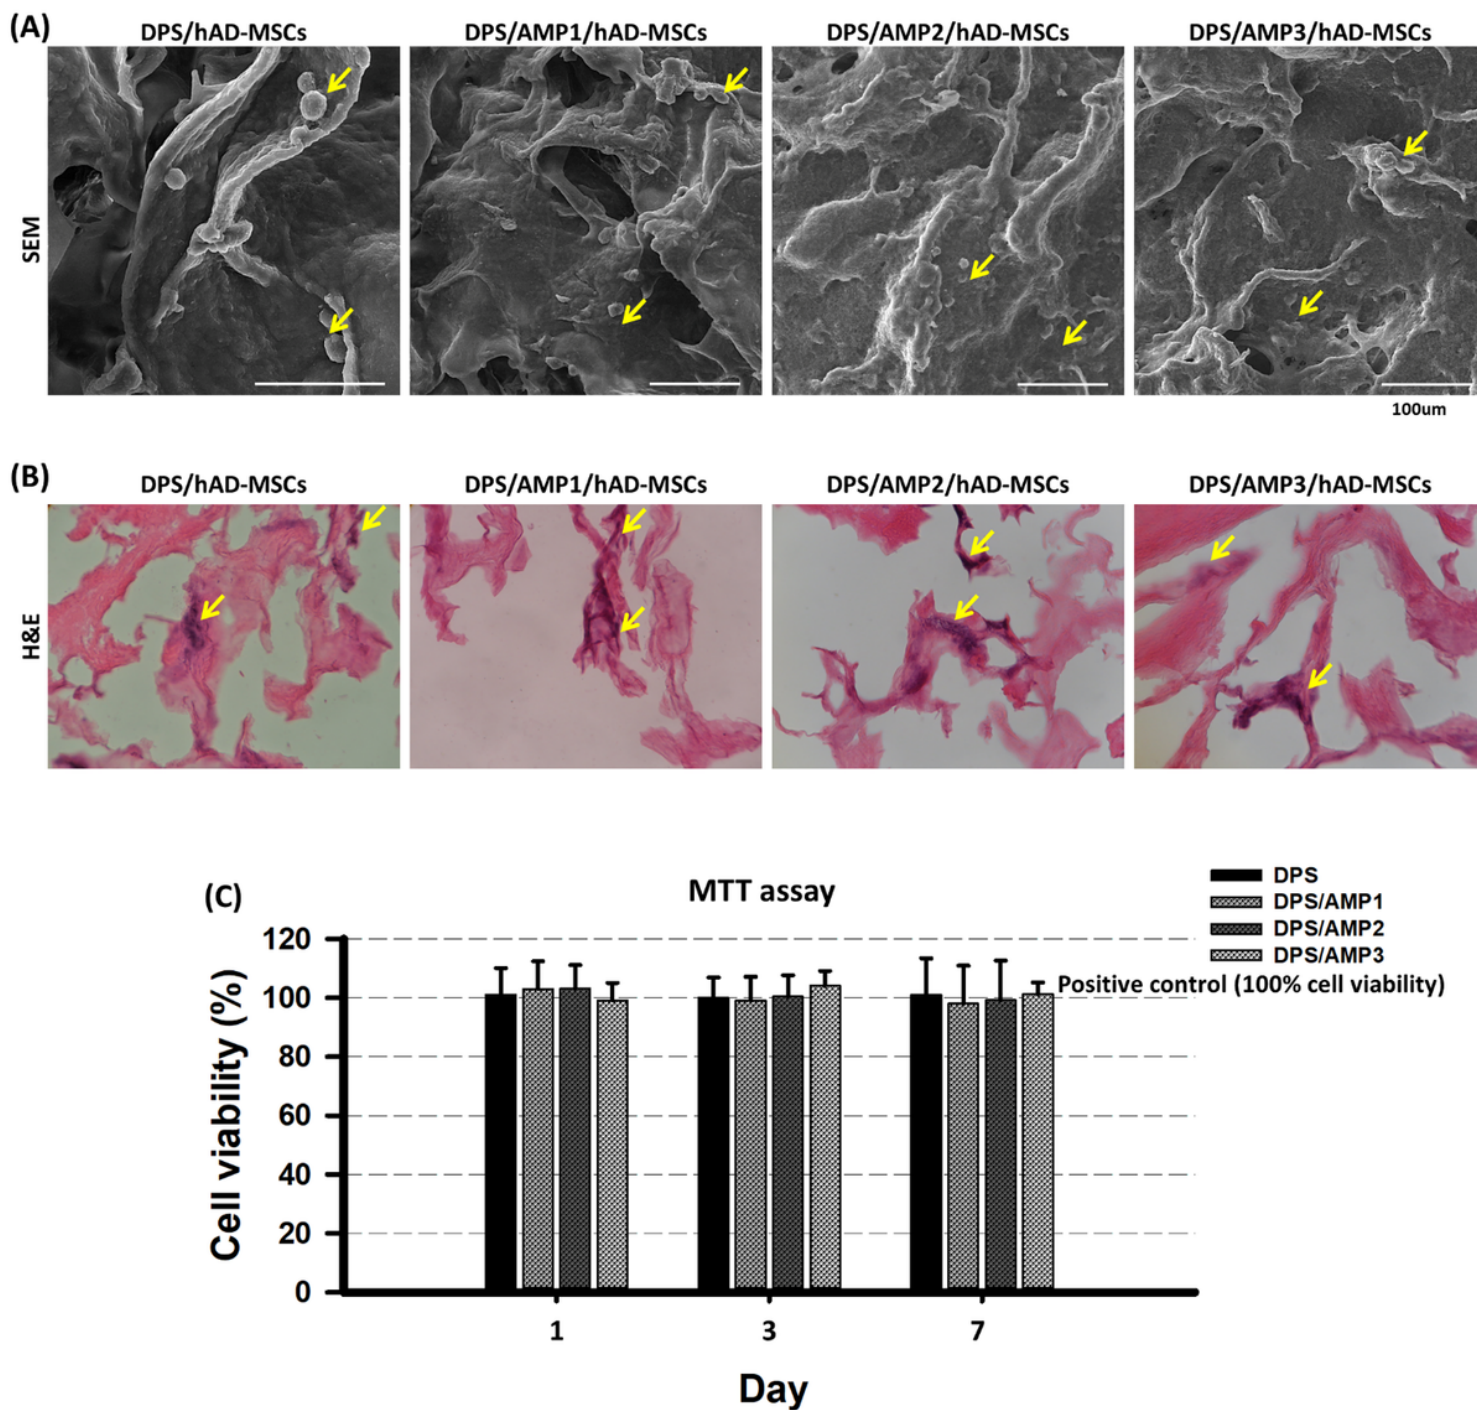 (A)
DPS/hAD-MSCs
DPS/AMP1/hAD-MSCs
DPS/AMP2/hAD-MSCs
DPS/AMP3/hAD-MSCs
SEM
100um
(B)
DPS/hAD-MSCs
DPS/AMP1/hAD-MSCs
DPS/AMP2/hAD-MSCs
DPS/AMP3/hAD-MSCs
H&E
(C)
MTT assay
DPS
DPS/AMP1
DPS/AMP2
DPS/AMP3
Positive control (100% cell viability)
Cell viability (%)
120
100
80
60
40
20
0
1
3
7
Day